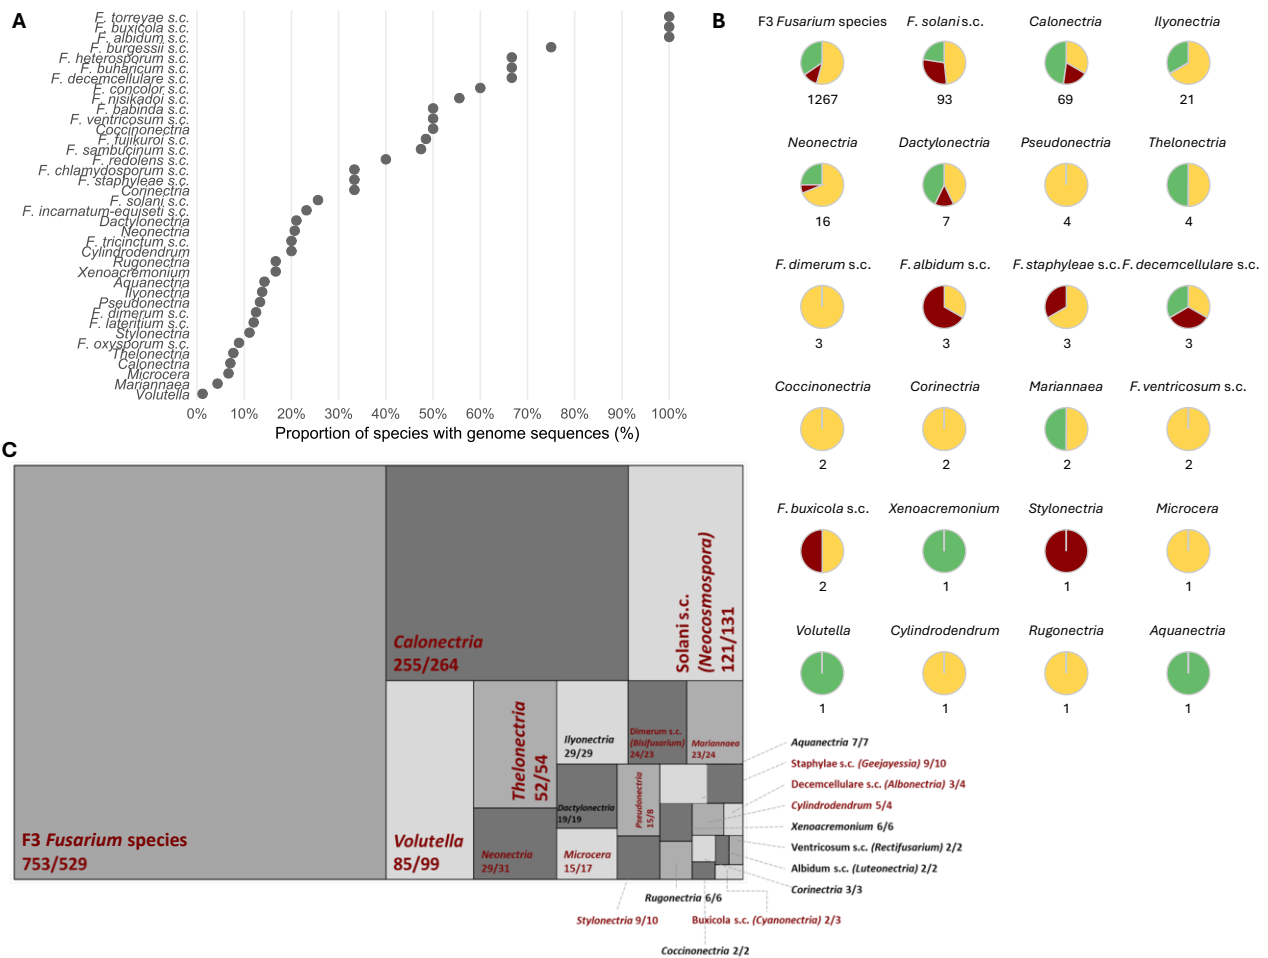 A
F. torreyae s.c.
F. buxicola s.c.
F. albidum s.c.
F. burgessii s.c.
F. heterosporum s.c.
F. buharicum s.c.
F. decemcellulare s.c.
F. concolor s.c.
F. nisikadoi s.c.
F. babinda s.c.
F. ventricosum s.c.
Coccinonectria
F. fujikuroi s.c.
F. sambucinum s.c.
F. redolens s.c.
F. chlamydosporum s.c.
F. staphyleae s.c.
Corinectria
F. solani s.c.
F. incarnatum-equiseti s.c.
Dactylonectria
Neonectria
F. tricinctum s.c.
Cylindrodendrum
Rugonectria
Xenoacremonium
Aquanectria
Ilyonectria
Pseudonectria
F. dimerum s.c.
F. lateritium s.c.
Stylonectria
F. oxysporum s.c.
Thelonectria
Calonectria
Microcera
Mariannaea
Volutella
0% 10% 20% 30% 40% 50% 60% 70% 80% 90% 100%
Proportion of species with genome sequences (%)
B
F3 Fusarium species F. solani s.c. Calonectria Ilyonectria
1267 93 69 21
Neonectria Dactylonectria Pseudonectria Thelonectria
16 7 4 4
F. dimerum s.c. F. albidum s.c. F. staphyleae s.c. F. decemcellulare s.c.
3 3 3 3
Coccinonectria Corinectria Mariannaea F. ventricosum s.c.
2 2 2 2
F. buxicola s.c. Xenoacremonium Stylonectria Microcera
2 1 1 1
Volutella Cylindrodendrum Rugonectria Aquanectria
1 1 1 1
C
F3 Fusarium species
753/529
Calonectria
255/264
Solani s.c.
(Neocosmospora)
121/131
Volutella
85/99
Thelonectria
52/54
Neonectria
29/31
Ilyonectria
29/29
Dactylonectria
19/19
Microcera
15/17
Dimerum s.c.
(Bisifusarium)
24/23
Mariannaea
23/24
Pseudonectria
15/8
Aquanectria 7/7
Staphylae s.c. (Geejayessia) 9/10
Decemcellulare s.c. (Albonectria) 3/4
Cylindrodendrum 5/4
Xenoacremonium 6/6
Ventricosum s.c. (Rectifusarium) 2/2
Albidum s.c. (Luteonectria) 2/2
Corinectria 3/3
Rugonectria 6/6
Stylonectria 9/10
Buxicola s.c. (Cyanonectria) 2/3
Coccinonectria 2/2